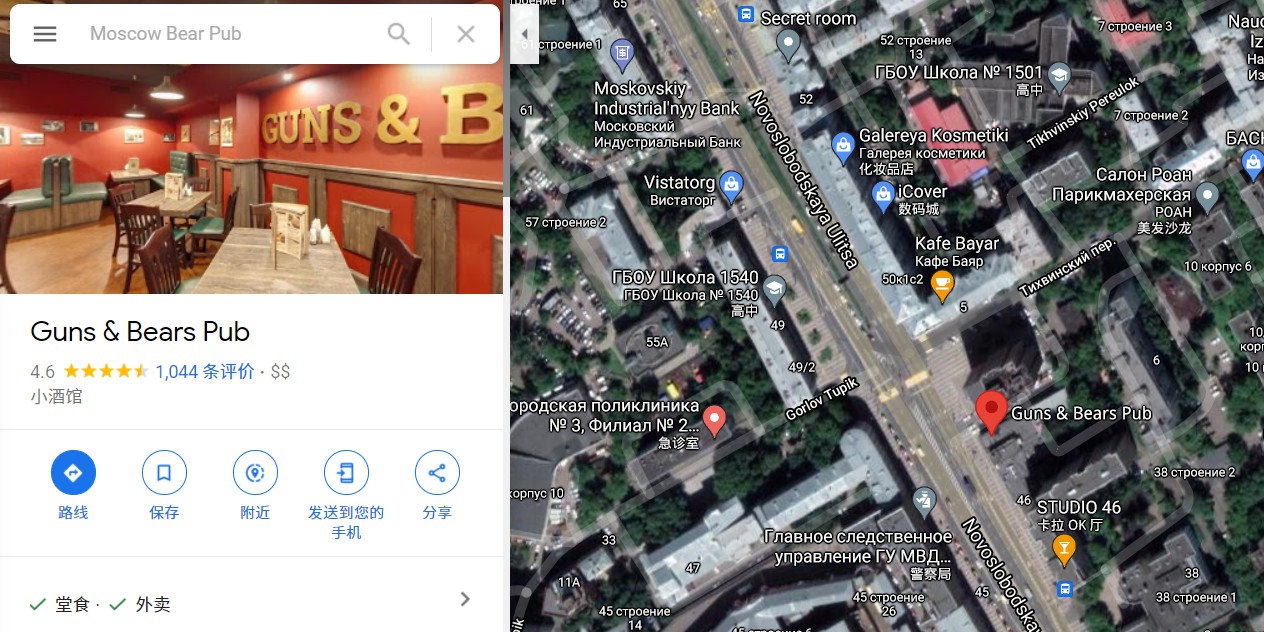 Moscow Bear Pub
GUNS & B
Guns & Bears Pub
4.6
1,044 条评价 · $$
小酒馆
路线
保存
附近
发送到您的
手机
分享
堂食 ·
外卖
строение 1
65
Secret room
61 строение 1
52 строение
13
7 строение 3
Moskovskiy
Industrial'nyy Bank
Московский
Индустриальный Банк
ГБОУ Школа № 1501
高中
61
52
Tikhvinskiy Pereulok
7 строение 2
Novoslobodskaya Ulitsa
Galereya Kosmetiki
Галерея косметики
化妆品店
Vistatorg
Вистаторг
iCover
数码城
Салон Роан
Парикмахерская
РОАН
美发沙龙
57 строение 2
Kafe Bayar
Кафе Баяр
50к1с2
5
Тихвинский пер.
10 корпус 6
ГБОУ Школа 1540
ГБОУ Школа № 1540
高中
49
55A
49/2
6
Gorlov Tupik
ородская поликлиника
№ 3, Филиал № 2...
急诊室
Guns & Bears Pub
корпус 10
38 строение 2
46
STUDIO 46
卡拉 OK 厅
Главное следственное
управление ГУ МВД...
警察局
33
47
11A
Novoslobodska
38
38 строение 1
45
45 строение
14
45 строение
26